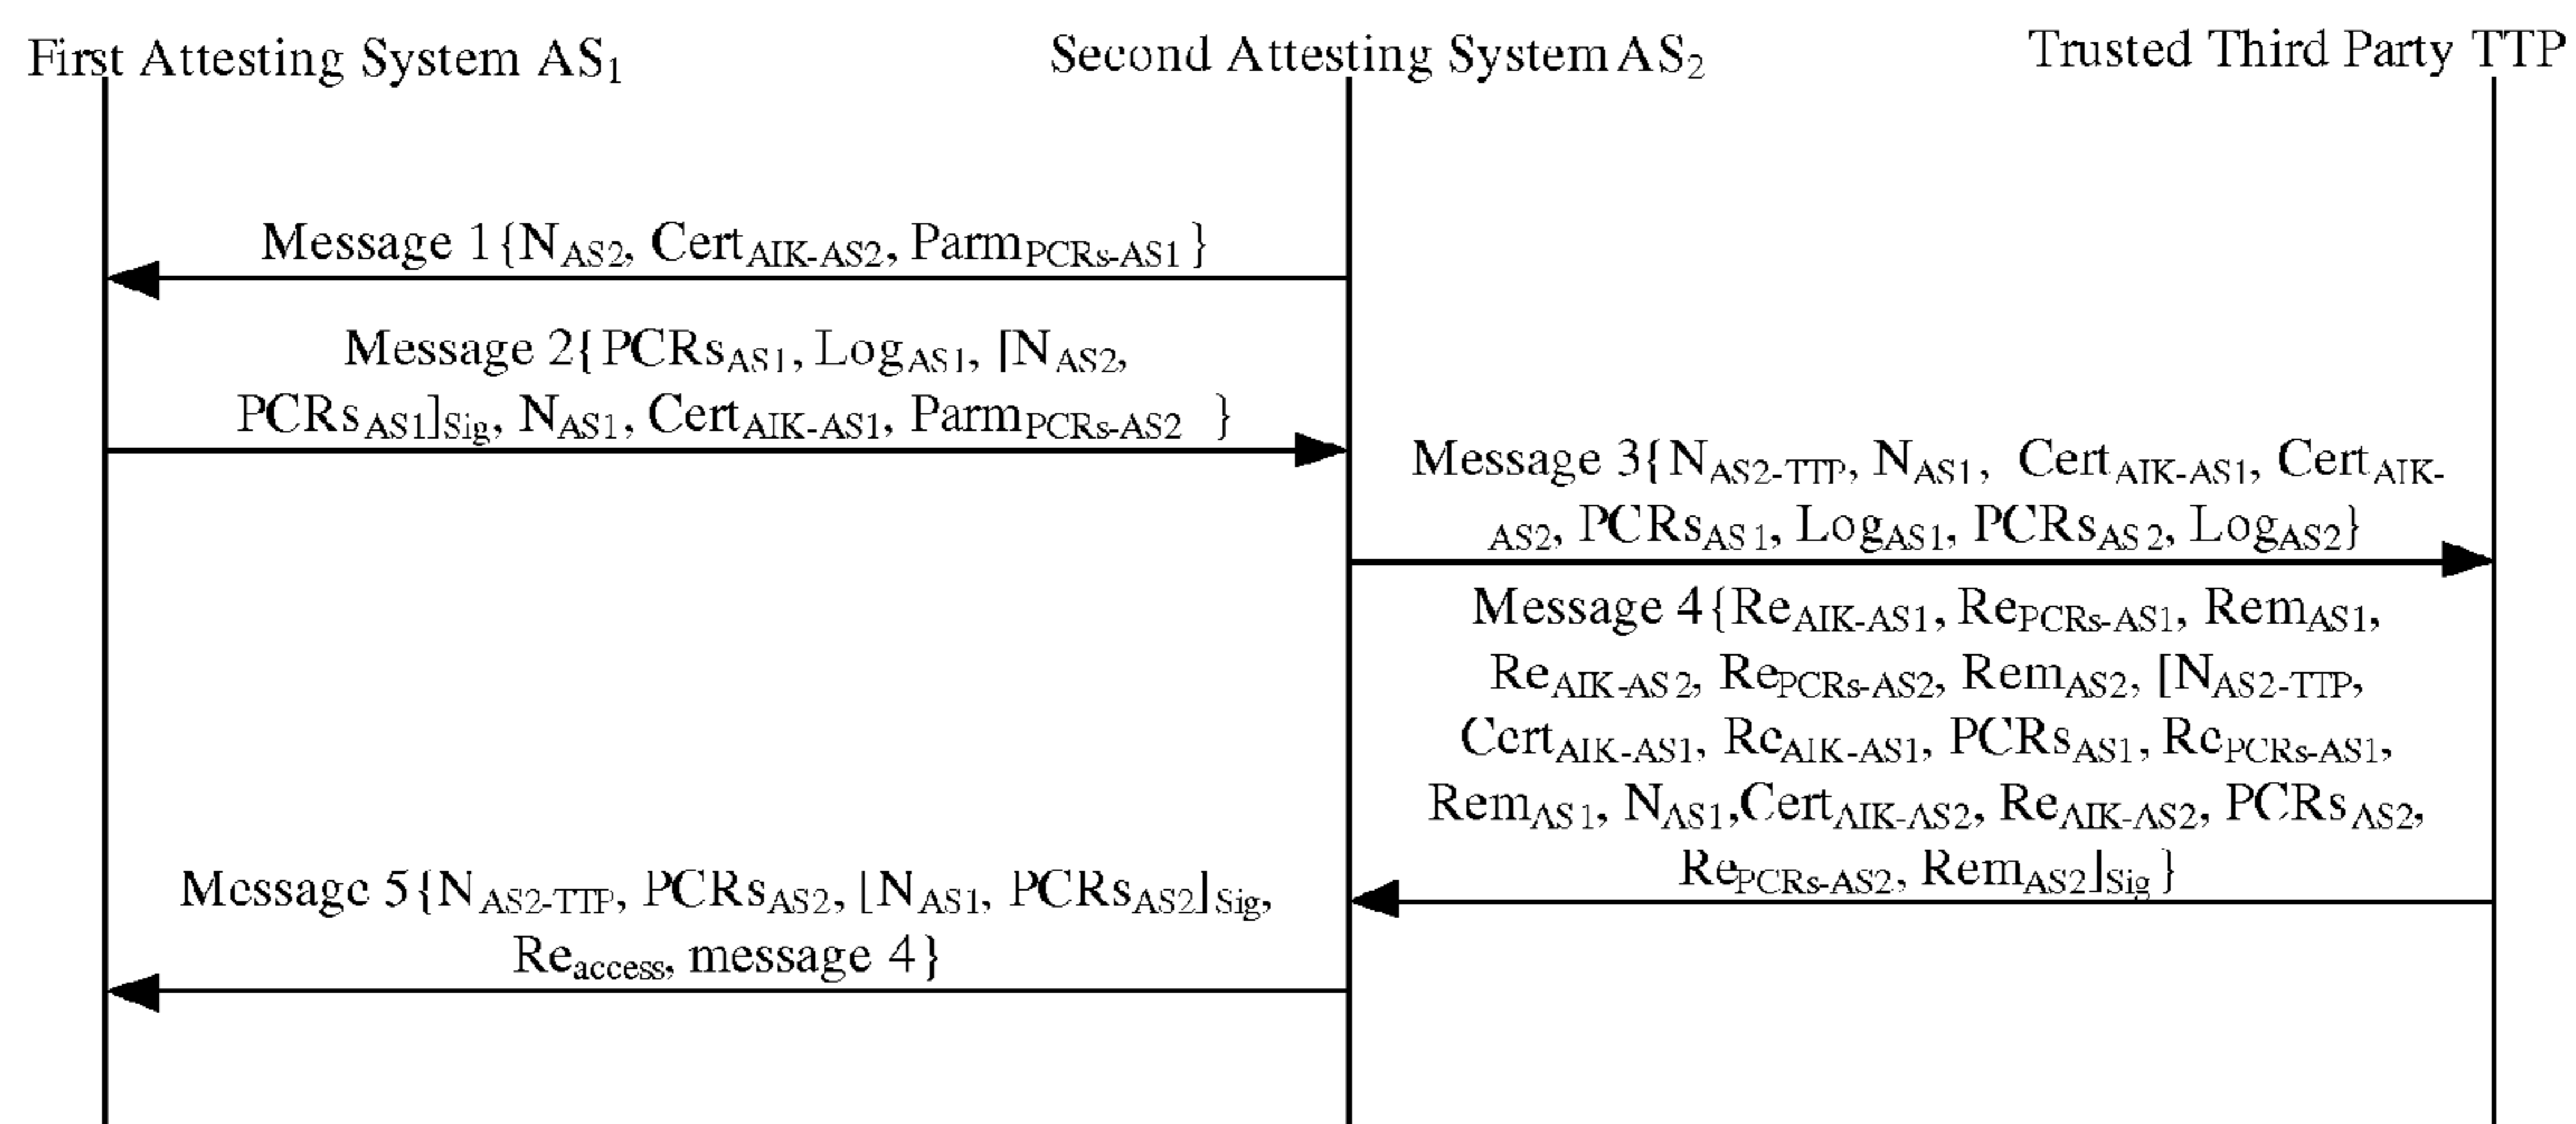 First Attesting System AS1
Second Attesting System AS2
Trusted Third Party TTP
Message 1{NAS2, CertAIK-AS2, ParmPCRs-AS1}
Message 2{PCRsAS1, LogAS1, [NAS2,
PCRsAS1]Sig, NAS1, CertAIK-AS1, ParmPCRs-AS2 }
Message 3{NAS2-TTP, NAS1, CertAIK-AS1, CertAIK-
AS2, PCRsAS1, LogAS1, PCRsAS2, LogAS2}
Message 4{ReAIK-AS1, RePCRs-AS1, RemAS1,
ReAIK-AS2, RePCRs-AS2, RemAS2, [NAS2-TTP,
CertAIK-AS1, ReAIK-AS1, PCRsAS1, RePCRs-AS1,
RemAS1, NAS1,CertAIK-AS2, ReAIK-AS2, PCRsAS2,
RePCRs-AS2, RemAS2]Sig}
Message 5{NAS2-TTP, PCRsAS2, [NAS1, PCRsAS2]Sig,
Reaccess, message 4}